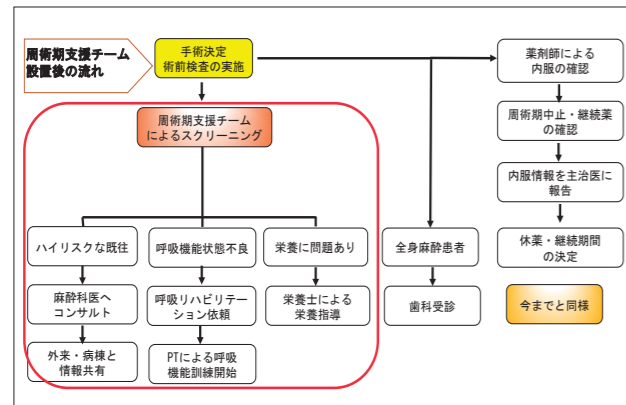 周術期支援チーム
設置後の流れ
手術決定
術前検査の実施
周術期支援チーム
によるスクリーニング
ハイリスクな既往
麻酔科医へ
コンサルト
外来・病棟と
情報共有
呼吸機能状態不良
呼吸リハビリテー
ション依頼
PTによる呼吸
機能訓練開始
栄養に問題あり
栄養士による
栄養指導
全身麻酔患者
歯科受診
薬剤師による
内服の確認
周術期中止・継続薬
の確認
内服情報を主治医に
報告
休薬・継続期間
の決定
今までと同様